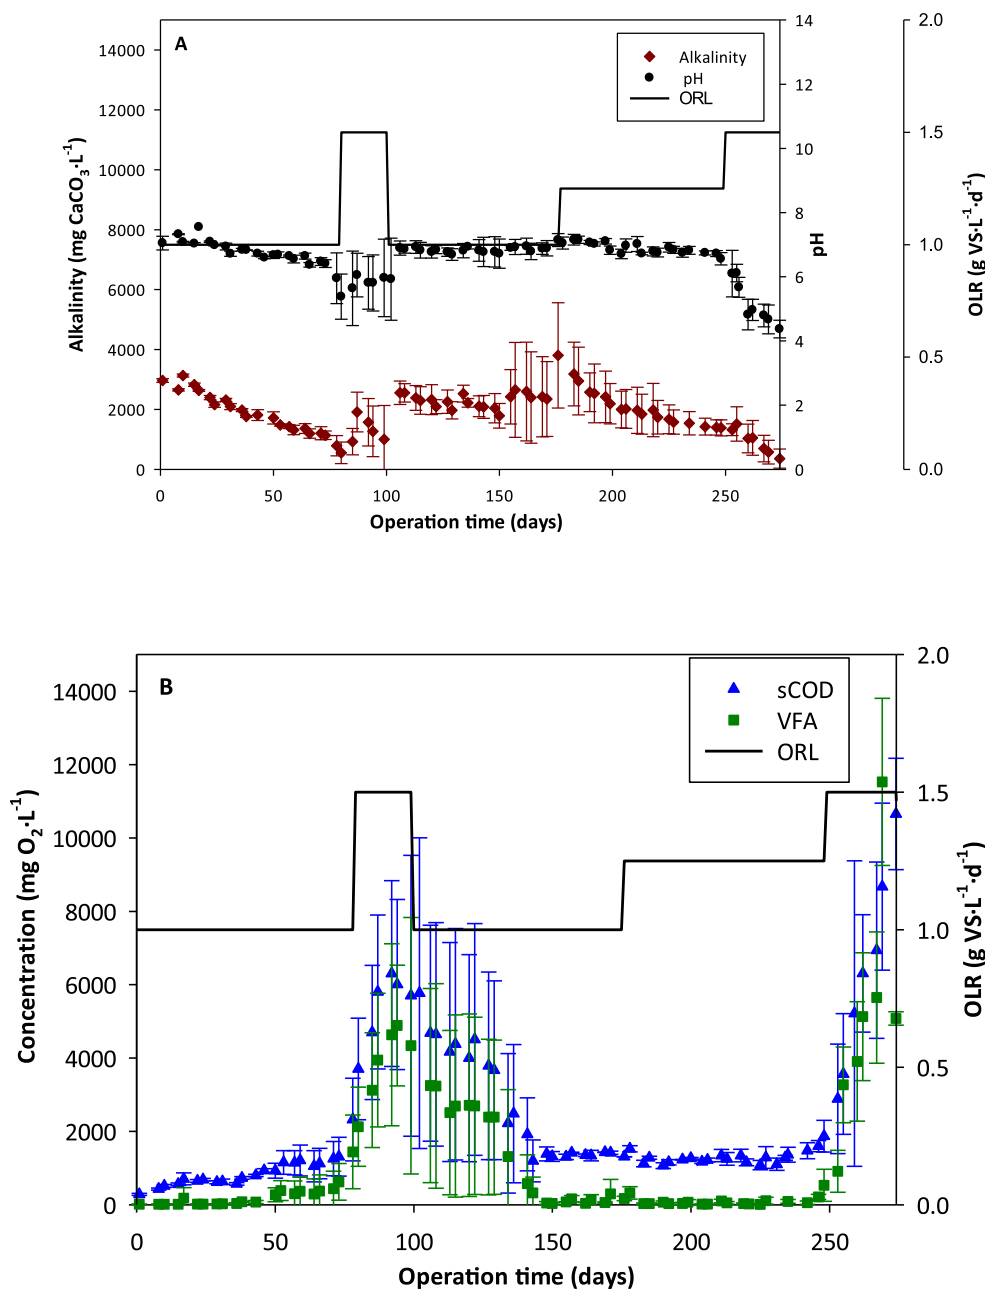 A
Alkalinity
pH
ORL
14000
12000
10000
8000
6000
4000
2000
0
Alkalinity (mg CaCO₃·L⁻¹)
14
12
10
8
6
4
2
0
pH
2.0
1.5
1.0
0.5
0.0
OLR (g VS·L⁻¹·d⁻¹)
0 50 100 150 200 250
Operation time (days)
B
sCOD
VFA
ORL
14000
12000
10000
8000
6000
4000
2000
0
Concentration (mg O₂·L⁻¹)
2.0
1.5
1.0
0.5
0.0
OLR (g VS·L⁻¹·d⁻¹)
0 50 100 150 200 250
Operation time (days)